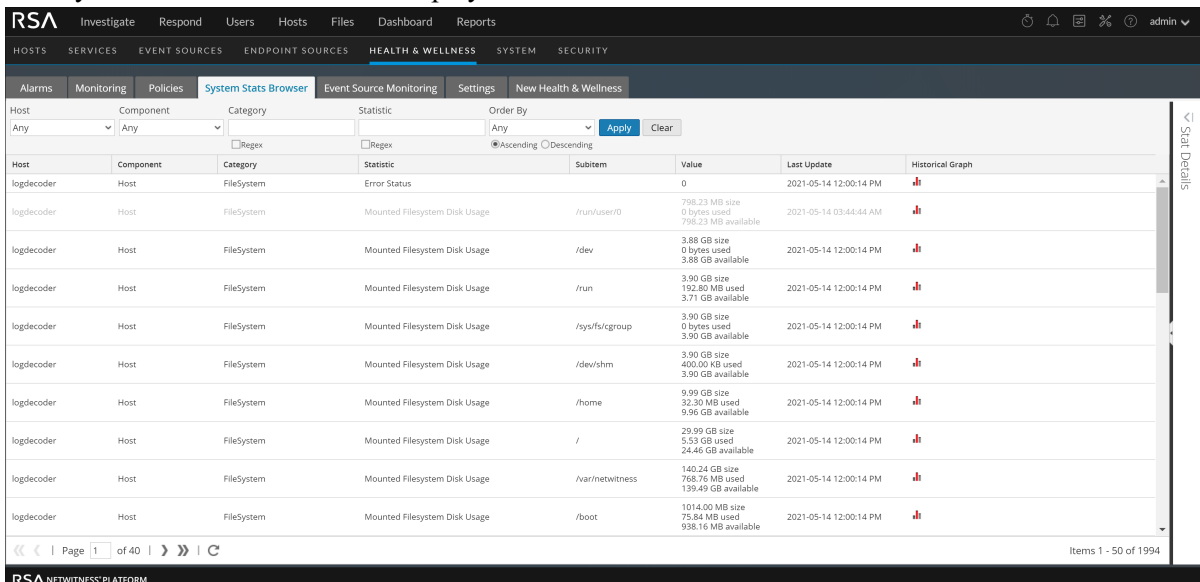 RSA Investigate Respond Users Hosts Files Dashboard Reports admin
HOSTS SERVICES EVENT SOURCES ENDPOINT SOURCES HEALTH & WELLNESS SYSTEM SECURITY
Alarms Monitoring Policies System Stats Browser Event Source Monitoring Settings New Health & Wellness
Host Component Category Statistic Order By
Any Any Any Apply Clear
Regex Regex Ascending Descending
Stat Details
Host Component Category Statistic Subitem Value Last Update Historical Graph
logdecoder Host FileSystem Error Status 0 2021-05-14 12:00:14 PM
798.23 MB size
logdecoder Host FileSystem Mounted Filesystem Disk Usage /run/user/0 0 bytes used 2021-05-14 03:44:44 AM
798.23 MB available
3.88 GB size
logdecoder Host FileSystem Mounted Filesystem Disk Usage /dev 0 bytes used 2021-05-14 12:00:14 PM
3.88 GB available
3.90 GB size
logdecoder Host FileSystem Mounted Filesystem Disk Usage /run 192.80 MB used 2021-05-14 12:00:14 PM
3.71 GB available
3.90 GB size
logdecoder Host FileSystem Mounted Filesystem Disk Usage /sys/fs/cgroup 0 bytes used 2021-05-14 12:00:14 PM
3.90 GB available
3.90 GB size
logdecoder Host FileSystem Mounted Filesystem Disk Usage /dev/shm 400.00 KB used 2021-05-14 12:00:14 PM
3.90 GB available
9.99 GB size
logdecoder Host FileSystem Mounted Filesystem Disk Usage /home 32.30 MB used 2021-05-14 12:00:14 PM
9.96 GB available
29.99 GB size
logdecoder Host FileSystem Mounted Filesystem Disk Usage / 5.53 GB used 2021-05-14 12:00:14 PM
24.46 GB available
140.24 GB size
logdecoder Host FileSystem Mounted Filesystem Disk Usage /var/netwitness 768.76 MB used 2021-05-14 12:00:14 PM
139.49 GB available
1014.00 MB size
logdecoder Host FileSystem Mounted Filesystem Disk Usage /boot 75.84 MB used 2021-05-14 12:00:14 PM
938.16 MB available
Page 1 of 40 Items 1 - 50 of 1994
RSA NETWITNESS® PLATFORM